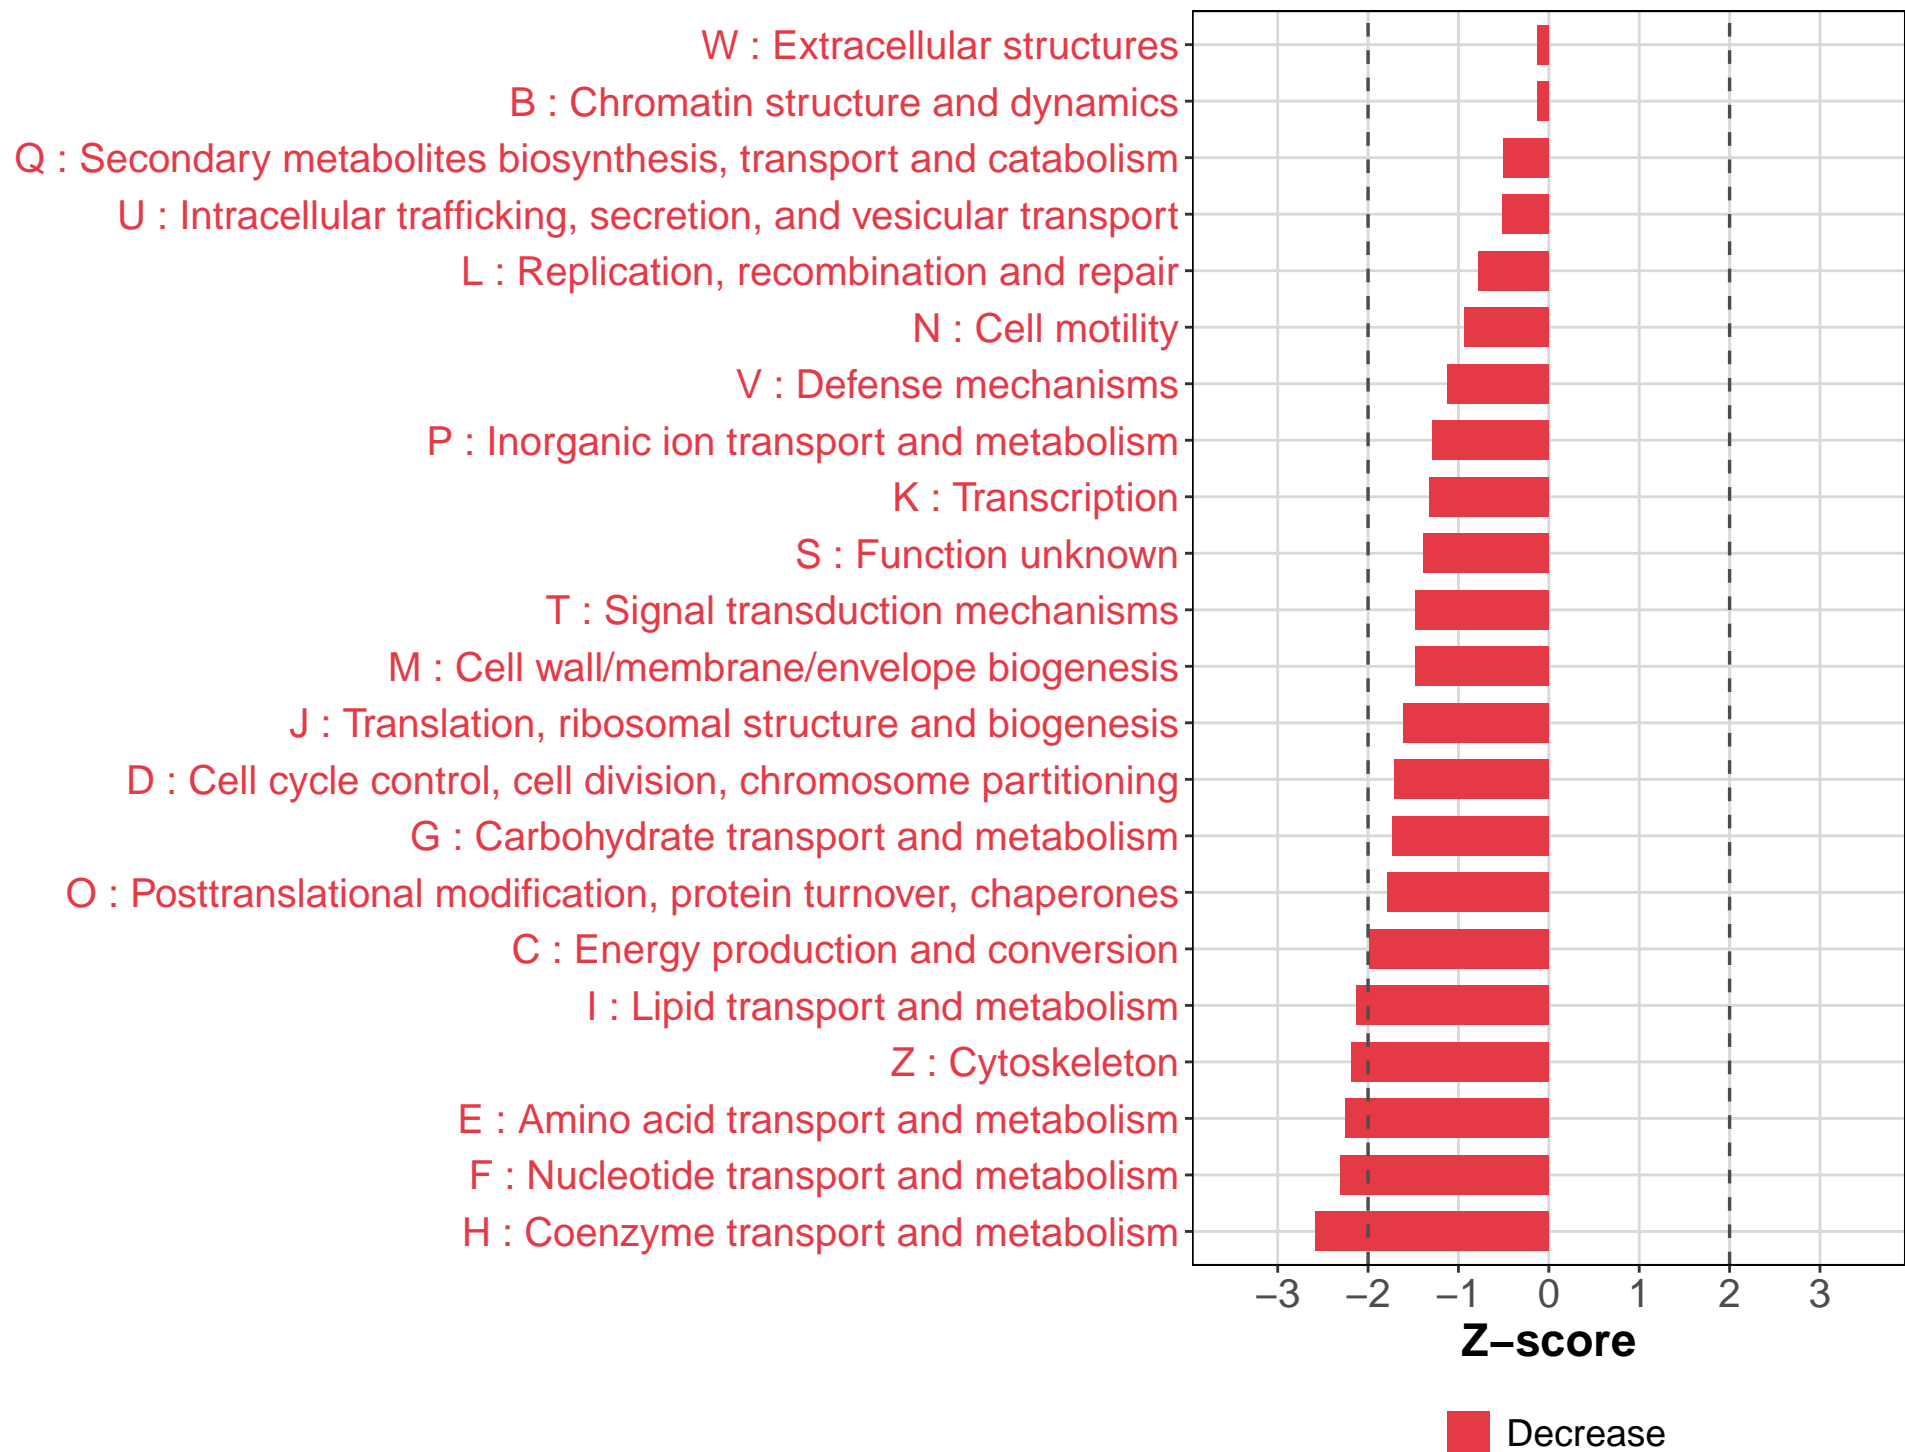 W : Extracellular structures
B : Chromatin structure and dynamics
Q : Secondary metabolites biosynthesis, transport and catabolism
U : Intracellular trafficking, secretion, and vesicular transport
L : Replication, recombination and repair
N : Cell motility
V : Defense mechanisms
P : Inorganic ion transport and metabolism
K : Transcription
S : Function unknown
T : Signal transduction mechanisms
M : Cell wall/membrane/envelope biogenesis
J : Translation, ribosomal structure and biogenesis
D : Cell cycle control, cell division, chromosome partitioning
G : Carbohydrate transport and metabolism
O : Posttranslational modification, protein turnover, chaperones
C : Energy production and conversion
I : Lipid transport and metabolism
Z : Cytoskeleton
E : Amino acid transport and metabolism
F : Nucleotide transport and metabolism
H : Coenzyme transport and metabolism
−3 −2 −1 0 1 2 3
Z−score
Decrease